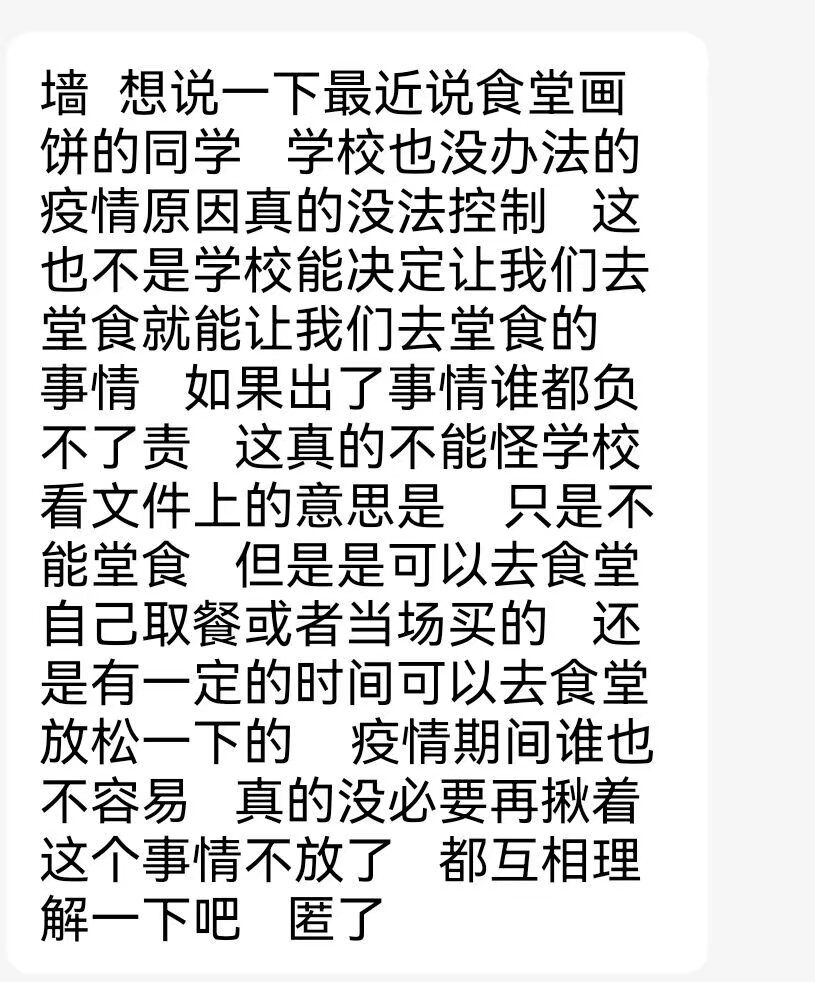 墙 想说一下最近说食堂画
饼的同学 学校也没办法的
疫情原因真的没法控制 这
也不是学校能决定让我们去
堂食就能让我们去堂食的
事情 如果出了事情谁都负
不了责 这真的不能怪学校
看文件上的意思是 只是不
能堂食 但是是可以去食堂
自己取餐或者当场买的 还
是有一定的时间可以去食堂
放松一下的 疫情期间谁也
不容易 真的没必要再揪着
这个事情不放了 都互相理
解一下吧 匿了